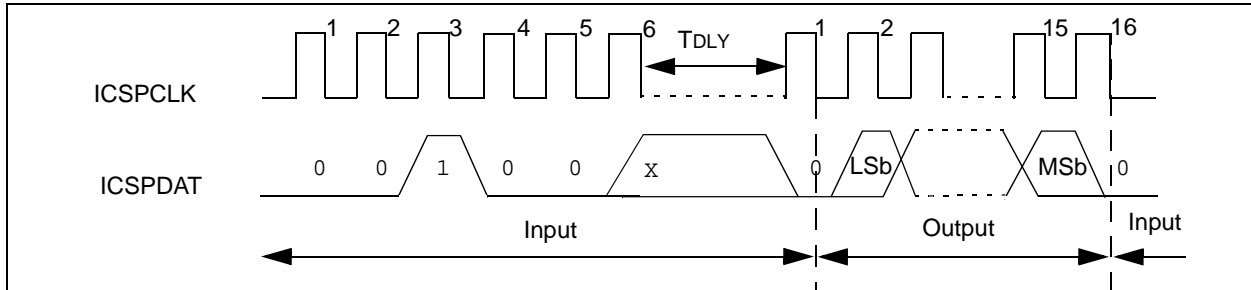 1 2 3 4 5 6 TDLY 1 2 15 16
ICSPCLK
ICSPDAT 0 0 1 0 0 x 0 LSb MSb 0
Input Output Input